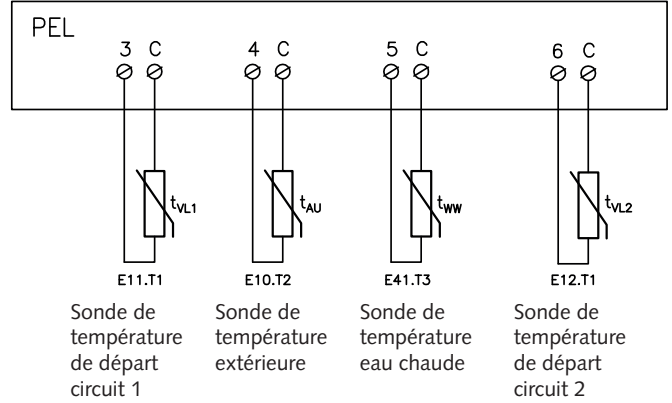 PEL
3 C 4 C 5 C 6 C
tVL1 tAU tWW tVL2
E11.T1 E10.T2 E41.T3 E12.T1
Sonde de
température
de départ
circuit 1
Sonde de
température
extérieure
Sonde de
température
eau chaude
Sonde de
température
de départ
circuit 2